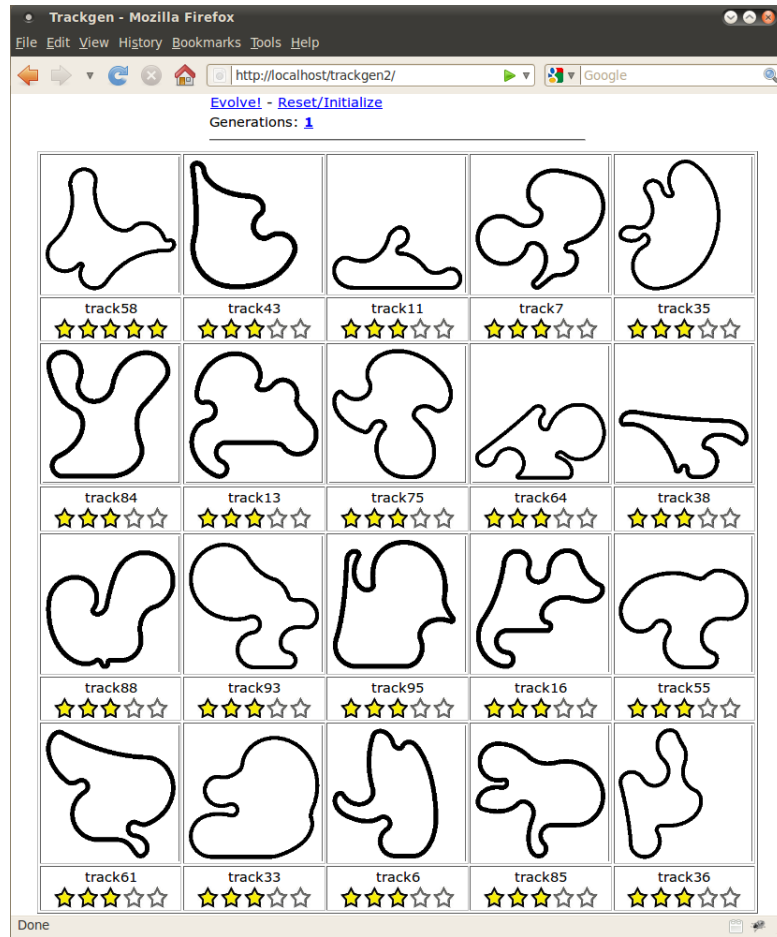 Trackgen - Mozilla Firefox
File Edit View History Bookmarks Tools Help
http://localhost/trackgen2/ Google
Evolve! - Reset/Initialize
Generations: 1
track58 track43 track11 track7 track35
track84 track13 track75 track64 track38
track88 track93 track95 track16 track55
track61 track33 track6 track85 track36
Done